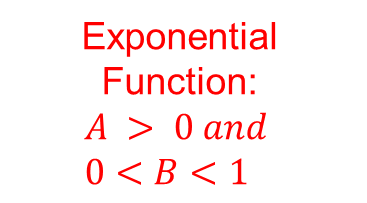 Exponential
Function:
A > 0 and
0 < B < 1